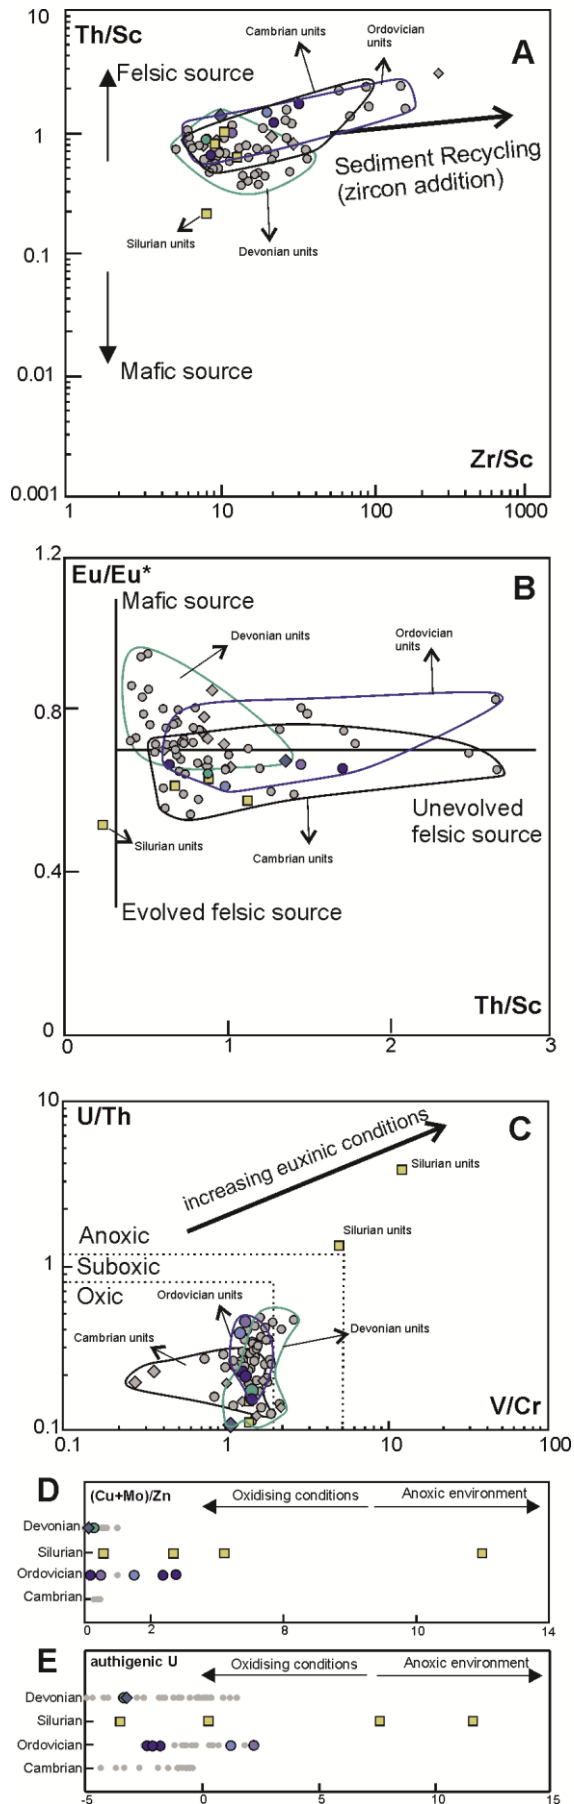 10
Th/Sc
Cambrian units
Ordovician
units
A
Felsic source
1
Sediment Recycling
(zircon addition)
Silurian units
Devonian units
0.1
Mafic source
0.01
Zr/Sc
0.001
1
10
100
1000
1.2
Eu/Eu*
B
Mafic source
Devonian units
Ordovician
units
0.8
Unevolved
felsic source
Silurian units
Cambrian units
0.4
Evolved felsic source
Th/Sc
0
0
1
2
3
10
U/Th
C
increasing euxinic conditions
Silurian units
Silurian units
Anoxic
1
Suboxic
Oxic
Ordovician units
Cambrian units
Devonian units
V/Cr
0.1
0.1
1
10
100
D
(Cu+Mo)/Zn
Oxidising conditions
Anoxic environment
Devonian
Silurian
Ordovician
Cambrian
0
2
8
10
14
E
authigenic U
Oxidising conditions
Anoxic environment
Devonian
Silurian
Ordovician
Cambrian
-5
0
5
10
15